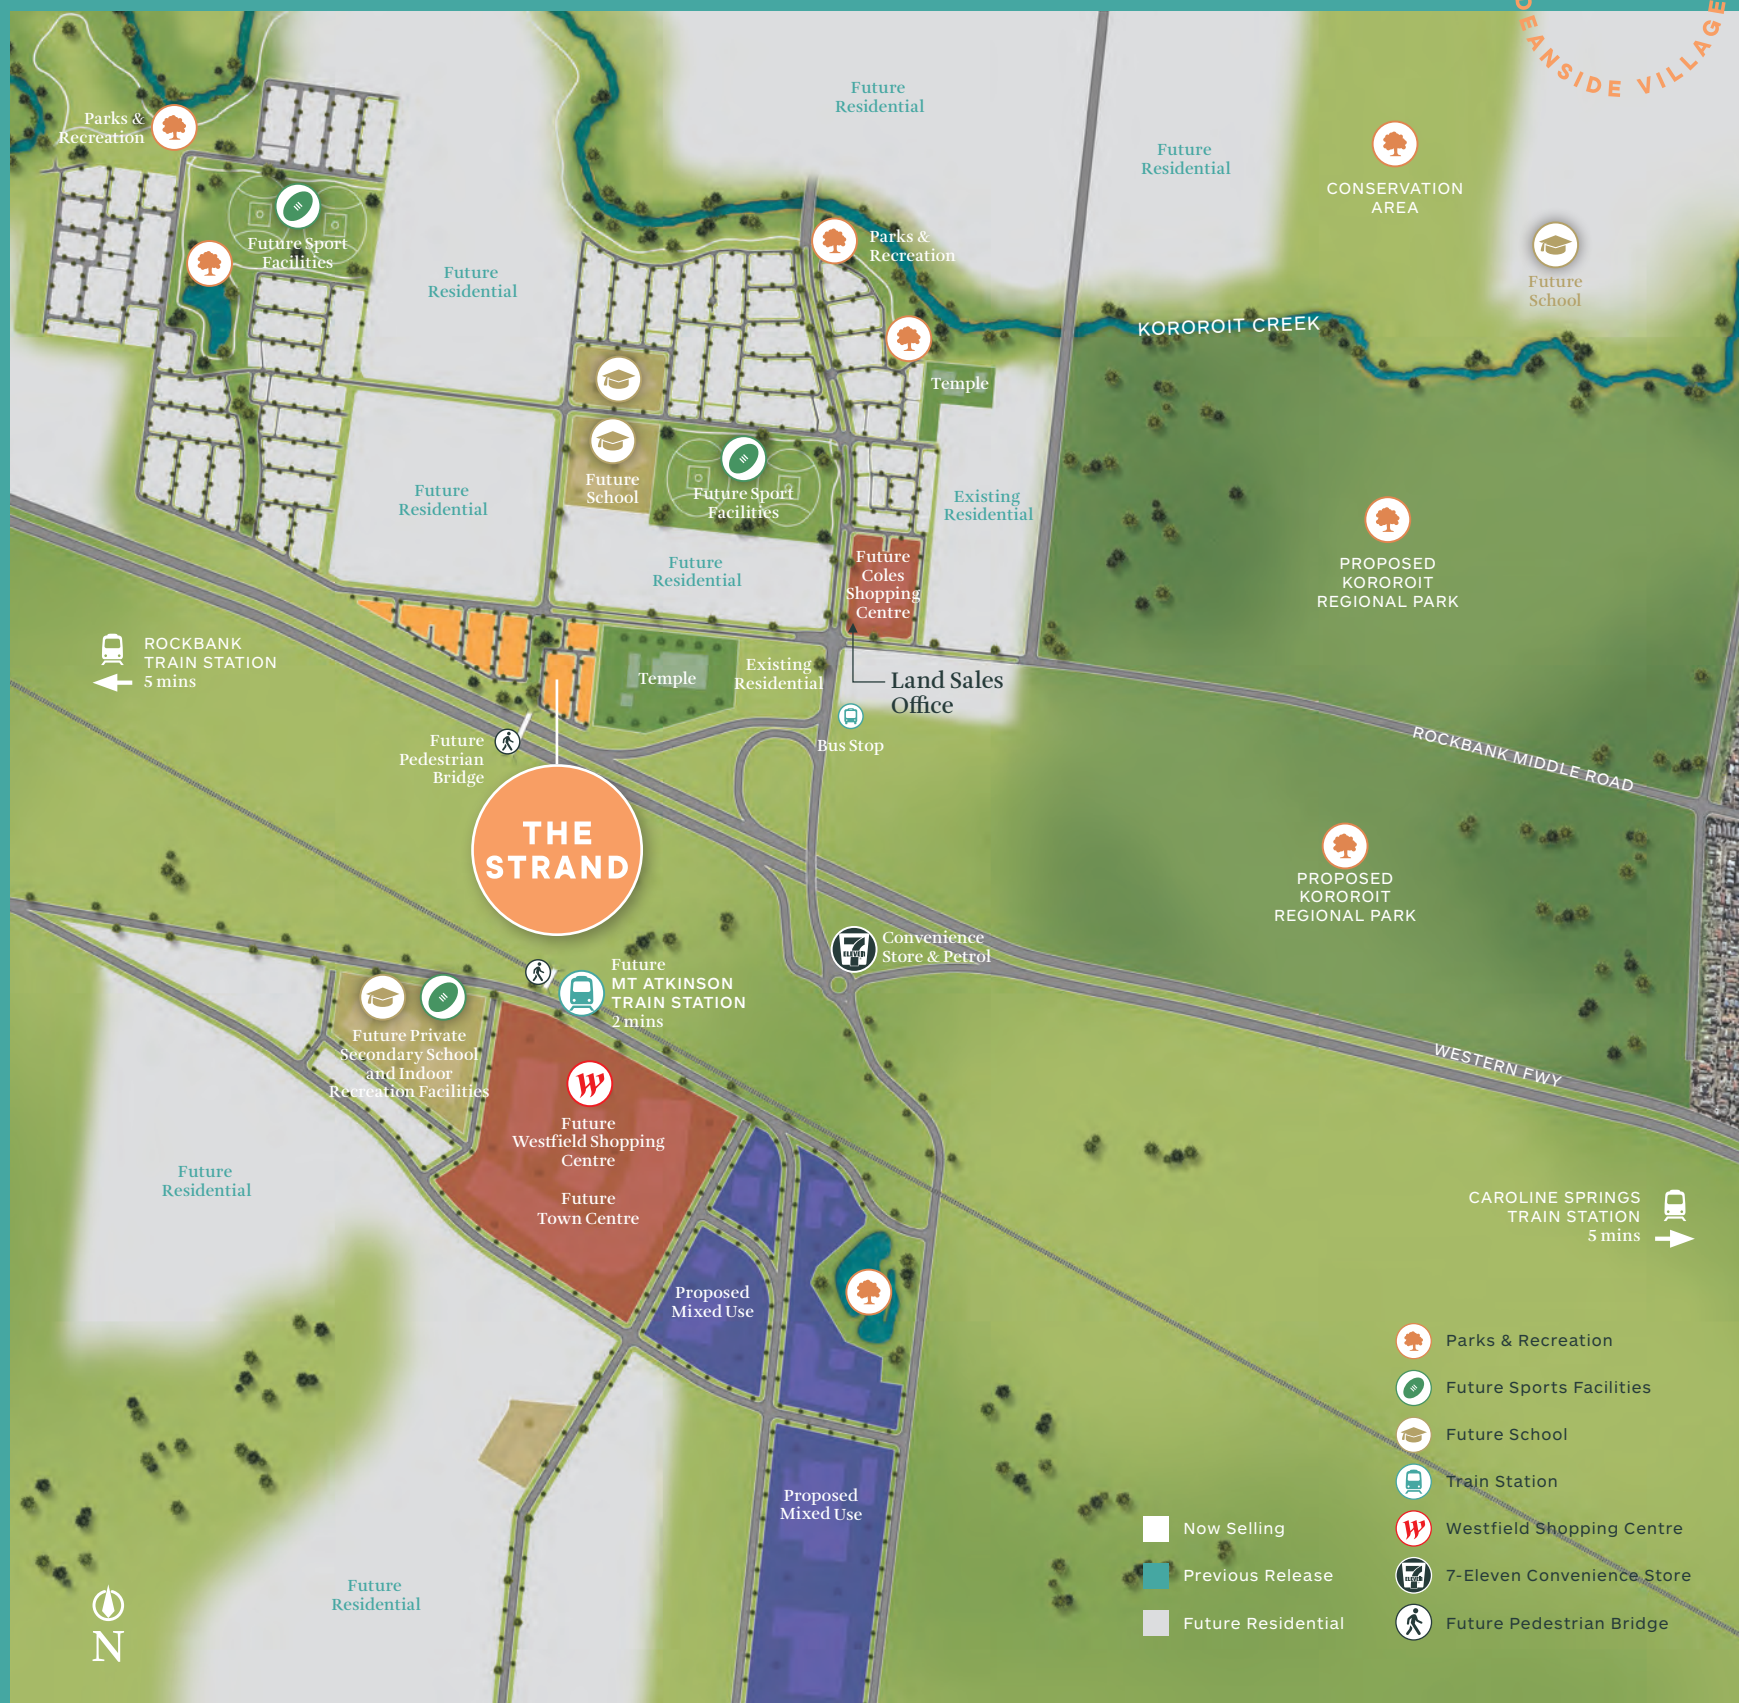 OCEANSIDE VILLAGE
Future
Residential
Parks &
Recreation
Future
Residential
CONSERVATION
AREA
Future Sport
Facilities
Parks &
Recreation
Future
School
Future
Residential
KOROROIT CREEK
Temple
Future
School
Future Sport
Facilities
Future
Residential
Existing
Residential
Future
Residential
Future
Coles
Shopping
Centre
PROPOSED
KOROROIT
REGIONAL PARK
ROCKBANK
TRAIN STATION
5 mins
Temple
Existing
Residential
Land Sales
Office
Bus Stop
Future
Pedestrian
Bridge
ROCKBANK MIDDLE ROAD
THE
STRAND
PROPOSED
KOROROIT
REGIONAL PARK
7
ELEVEN
Convenience
Store & Petrol
Future
MT ATKINSON
TRAIN STATION
2 mins
Future Private
Secondary School
and Indoor
Recreation Facilities
WESTERN FWY
W
Future
Westfield Shopping
Centre
Future
Town Centre
Future
Residential
CAROLINE SPRINGS
TRAIN STATION
5 mins
Proposed
Mixed Use
Proposed
Mixed Use
Future
Residential
N
Now Selling
Previous Release
Future Residential
Parks & Recreation
Future Sports Facilities
Future School
Train Station
W
Westfield Shopping Centre
7
ELEVEN
7-Eleven Convenience Store
Future Pedestrian Bridge